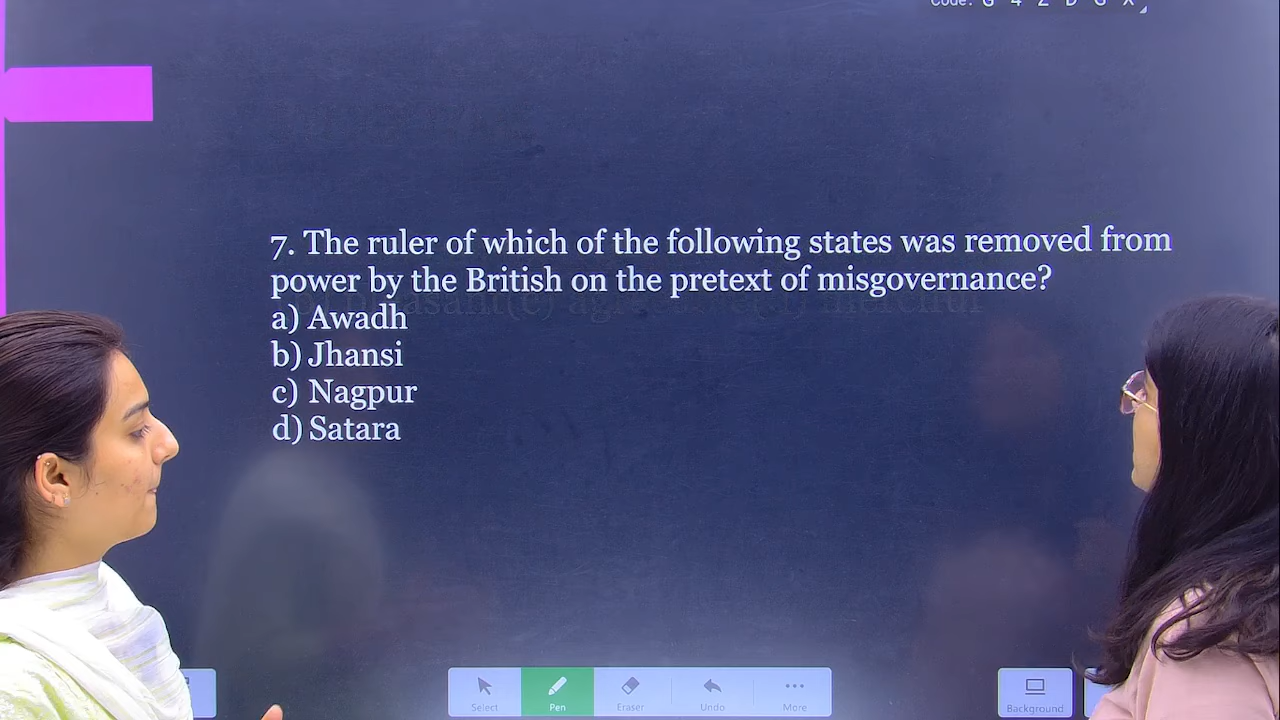 7. The ruler of which of the following states was removed from
power by the British on the pretext of misgovernance?
a) Awadh
b) Jhansi
c) Nagpur
d) Satara
Select
Pen
Eraser
Undo
More
Background